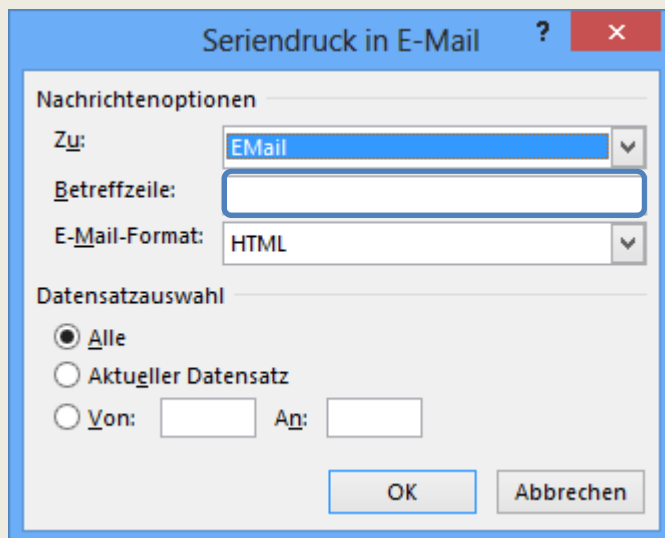 Seriendruck in E-Mail ? ×
Nachrichtenoptionen
Zu: EMail
Betreffzeile:
E-Mail-Format: HTML
Datensatzauswahl
Alle
Aktueller Datensatz
Von: An:
OK Abbrechen